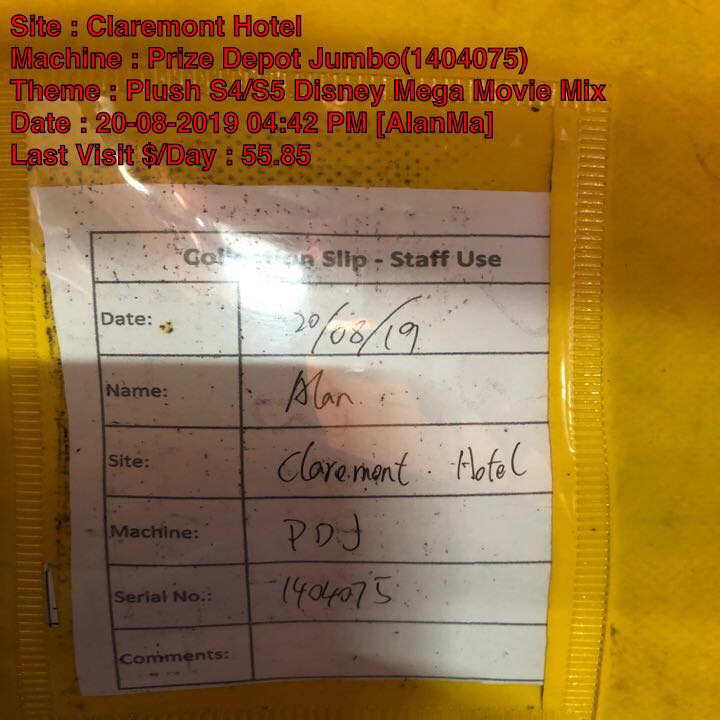 Site : Claremont Hotel
Machine : Prize Depot Jumbo(1404075)
Theme : Plush S4/S5 Disney Mega Movie Mix
Date : 20-08-2019 04:42 PM [AlanMa]
Last Visit $/Day : 55.85
Collection Slip - Staff Use
Date: 20/08/19
Name: Alan
Site: Claremont Hotel
Machine: PDJ
Serial No.: 1404075
Comments: